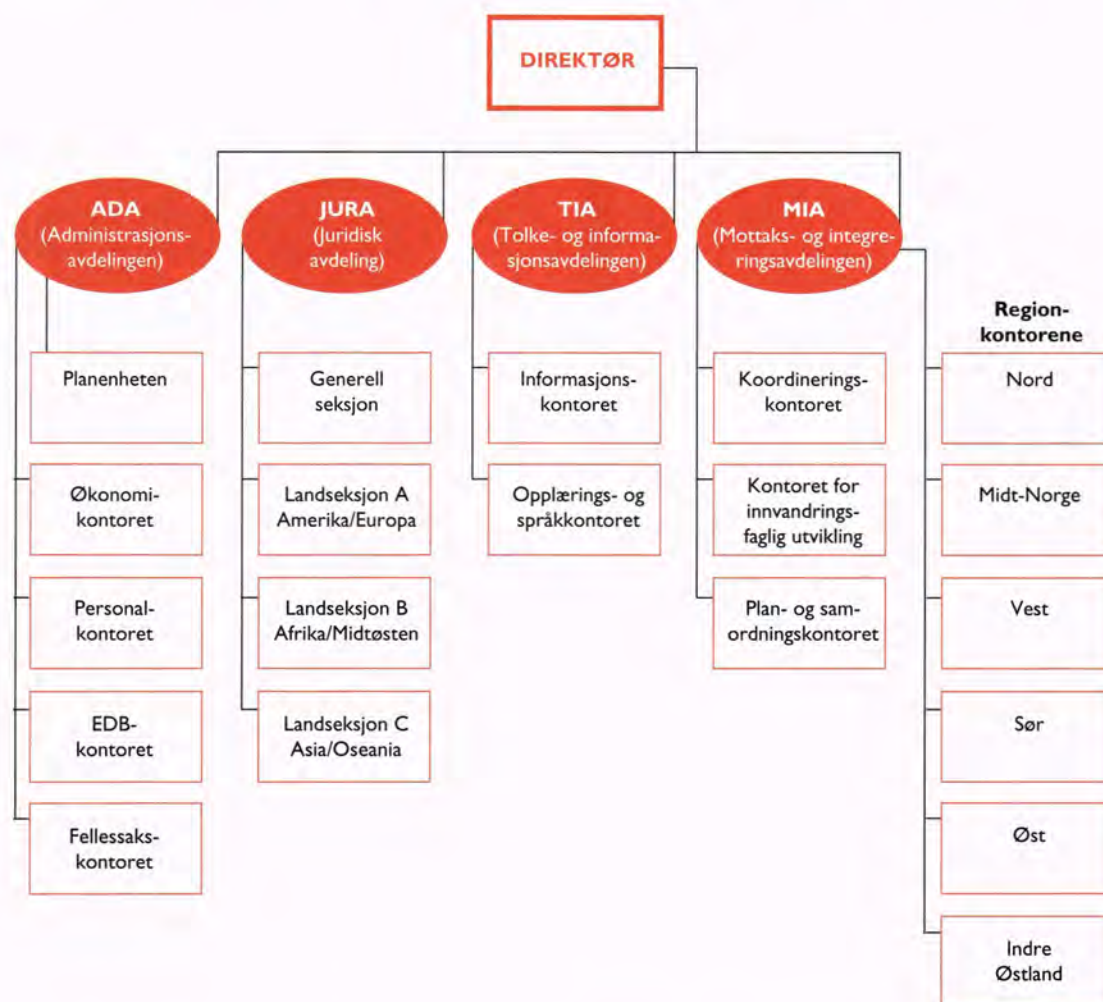 DIREKTØR
ADA
(Administrasjons-
avdelingen)
Planenheten
Økonomi-
kontoret
Personal-
kontoret
EDB-
kontoret
Fellessaks-
kontoret
JURA
(Juridisk
avdeling)
Generell
seksjon
Landseksjon A
Amerika/Europa
Landseksjon B
Afrika/Midtøsten
Landseksjon C
Asia/Oseania
TIA
(Tolke- og informa-
sjonsavdelingen)
Informasjons-
kontoret
Opplærings- og
språkkontoret
MIA
(Mottaks- og integre-
ringsavdelingen)
Koordinerings-
kontoret
Kontoret for
innvandrings-
faglig utvikling
Plan- og sam-
ordningskontoret
Region-
kontorene
Nord
Midt-Norge
Vest
Sør
Øst
Indre
Østland